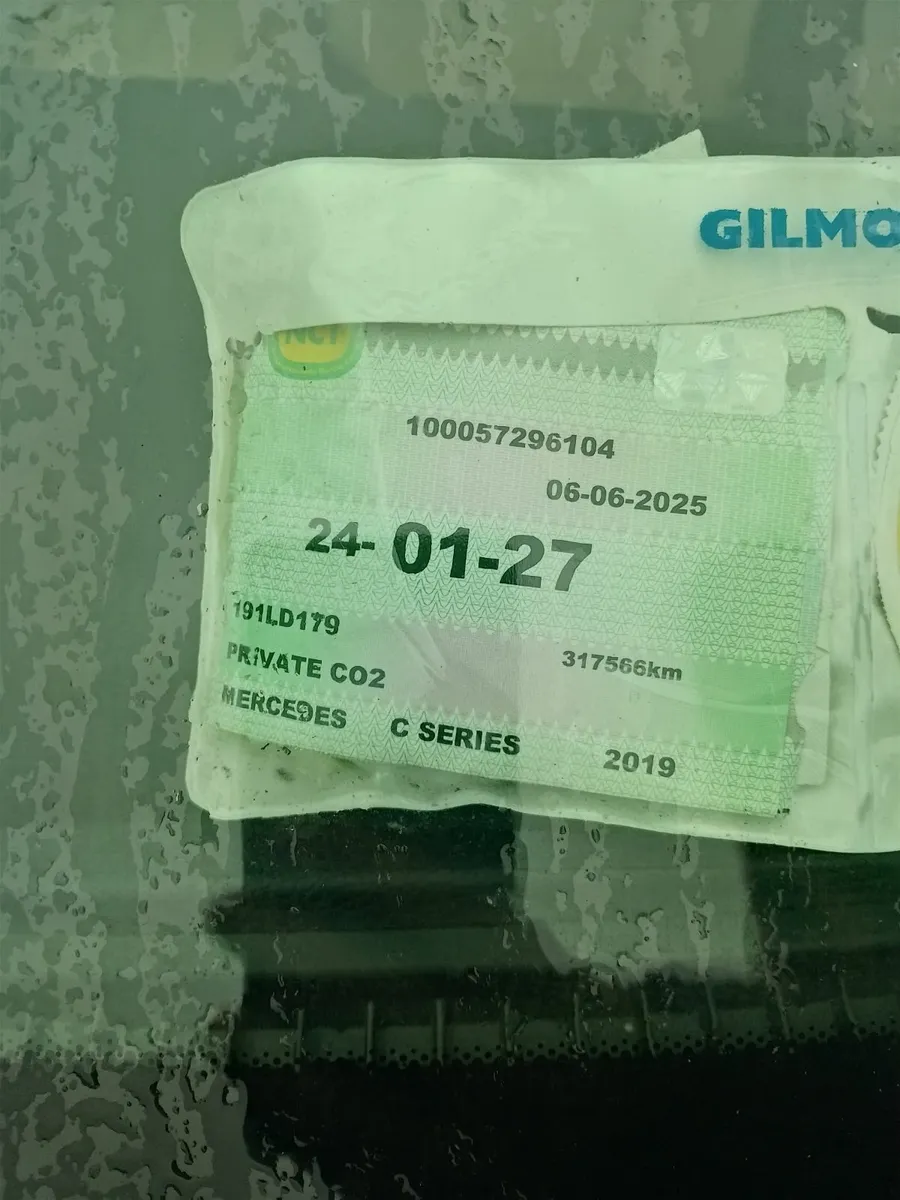 GILMO
NCT
100057296104
06-06-2025
24-01-27
191LD179
317566km
PRIVATE CO2
MERCEDES C SERIES 2019